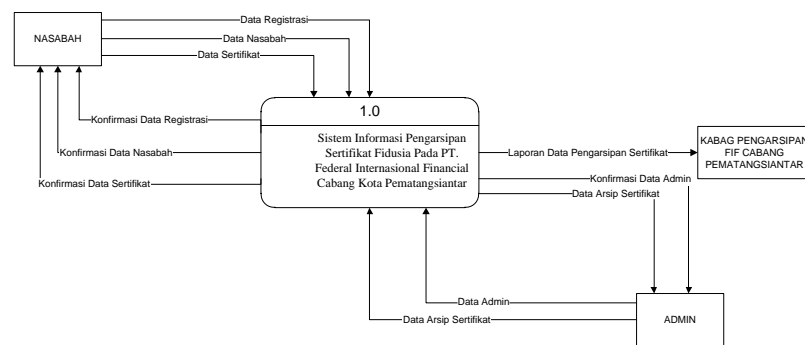 Data Registrasi
NASABAH
Data Nasabah
Data Sertifikat
1.0
Konfirmasi Data Registrasi
Sistem Informasi Pengarsipan
Sertifikat Fidusia Pada PT.
Federal Internasional Financial
Cabang Kota Pematangsiantar
Konfirmasi Data Nasabah
Konfirmasi Data Sertifikat
Laporan Data Pengarsipan Sertifikat
KABAG PENGARSIPAN
FIF CABANG
PEMATANGSIANTAR
Konfirmasi Data Admin
Data Arsip Sertifikat
Data Admin
Data Arsip Sertifikat
ADMIN